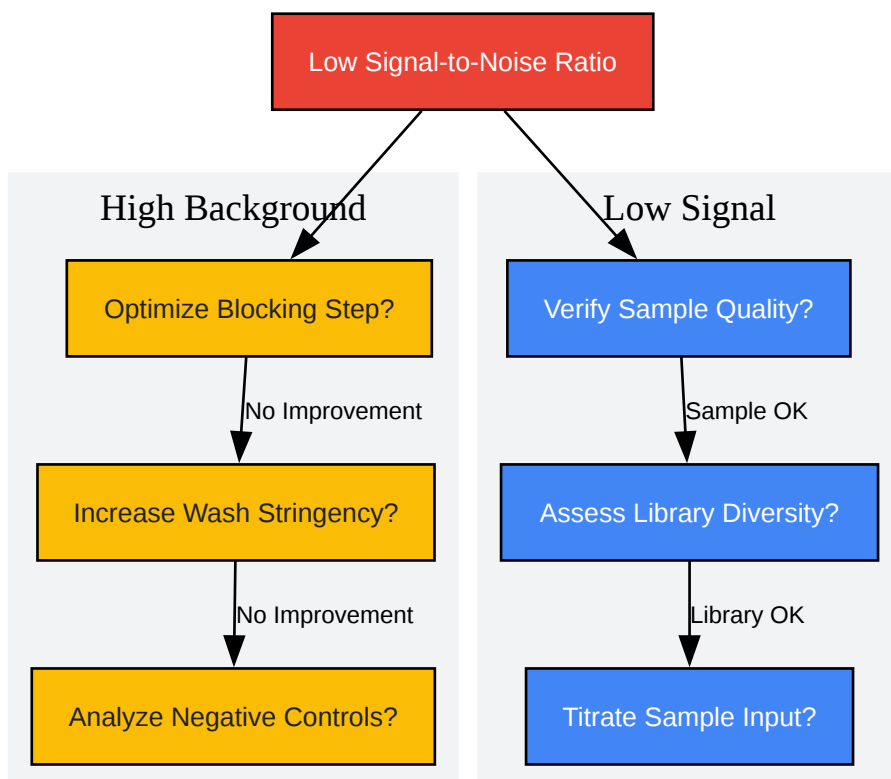 Low Signal-to-Noise Ratio
High Background
Optimize Blocking Step?
No Improvement
Increase Wash Stringency?
No Improvement
Analyze Negative Controls?
Low Signal
Verify Sample Quality?
Sample OK
Assess Library Diversity?
Library OK
Titrate Sample Input?